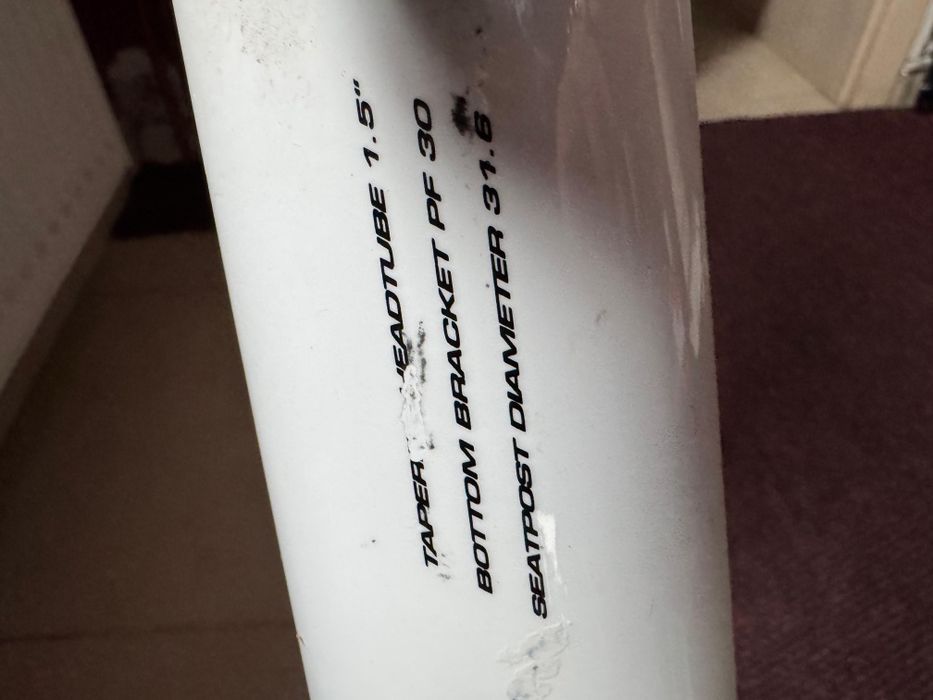 TAPER HEADTUBE 1.5"
BOTTOM BRACKET PF 30
SEATPOST DIAMETER 31.6